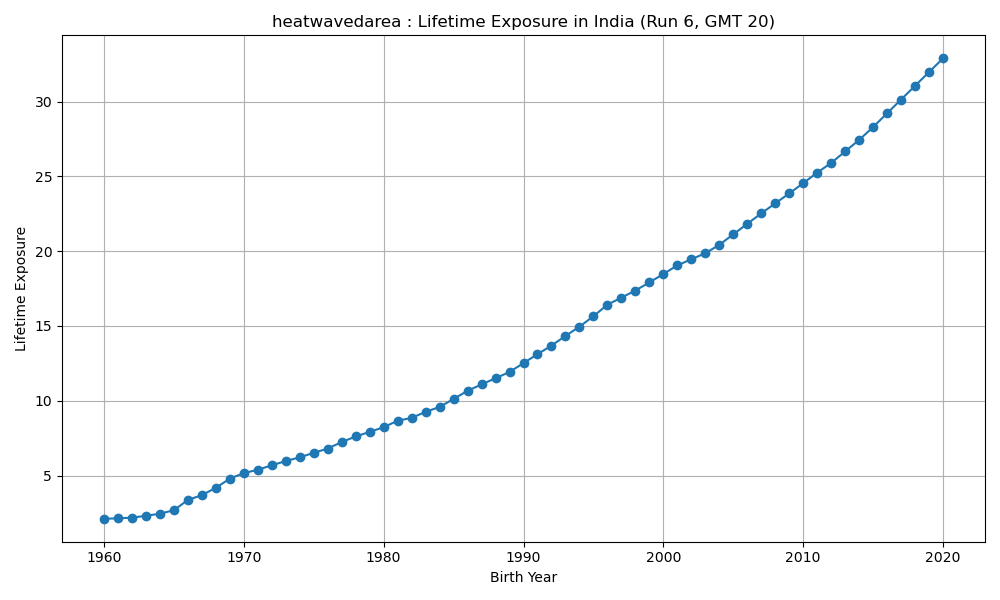 heatwavedarea : Lifetime Exposure in India (Run 6, GMT 20)
Lifetime Exposure
30
25
20
15
10
5
1960 1970 1980 1990 2000 2010 2020
Birth Year